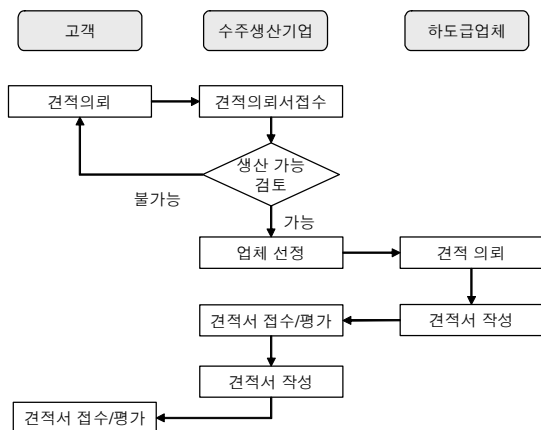 고객
수주생산기업
하도급업체
견적의뢰
견적의뢰서접수
생산 가능
검토
불가능
가능
업체 선정
견적 의뢰
견적서 접수/평가
견적서 작성
견적서 작성
견적서 접수/평가